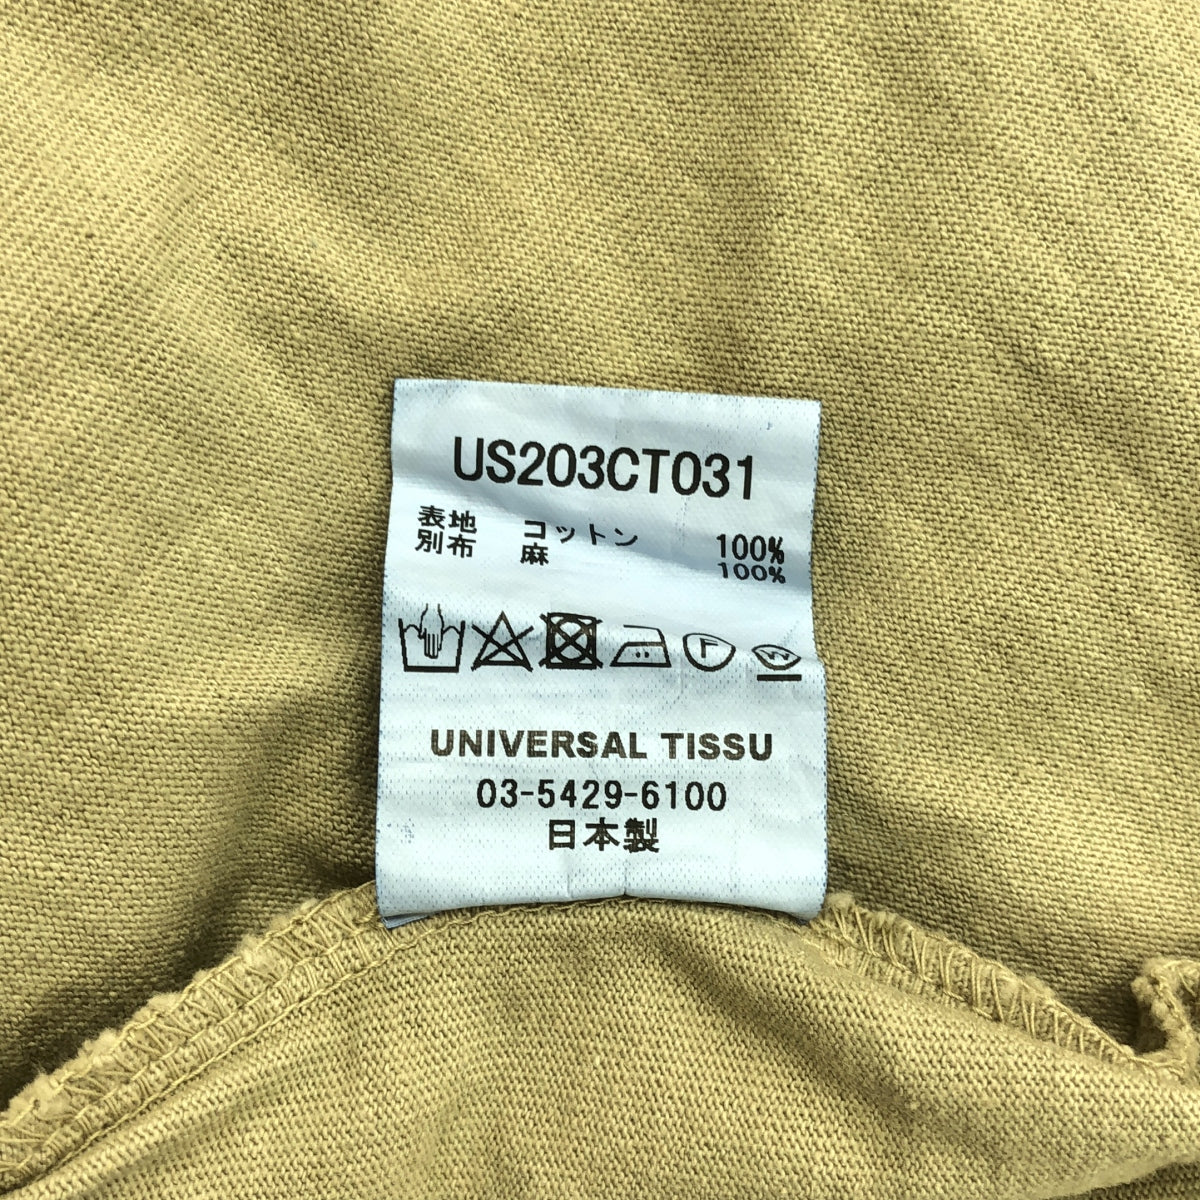 US203CT031
表地 コットン 100%
別布 麻 100%
F
W
UNIVERSAL TISSU
03-5429-6100
日本製